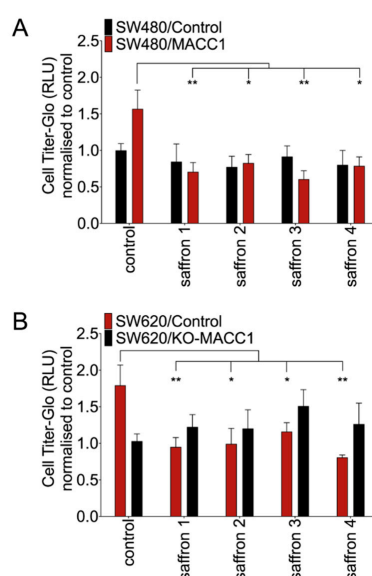 A
SW480/Control
SW480/MACC1
Cell Titer-Glo (RLU)
normalised to control
2.5
2.0
1.5
1.0
0.5
0.0
** * ** *
control saffron 1 saffron 2 saffron 3 saffron 4
B
SW620/Control
SW620/KO-MACC1
Cell Titer-Glo (RLU)
normalised to control
2.5
2.0
1.5
1.0
0.5
0.0
** * * **
control saffron 1 saffron 2 saffron 3 saffron 4